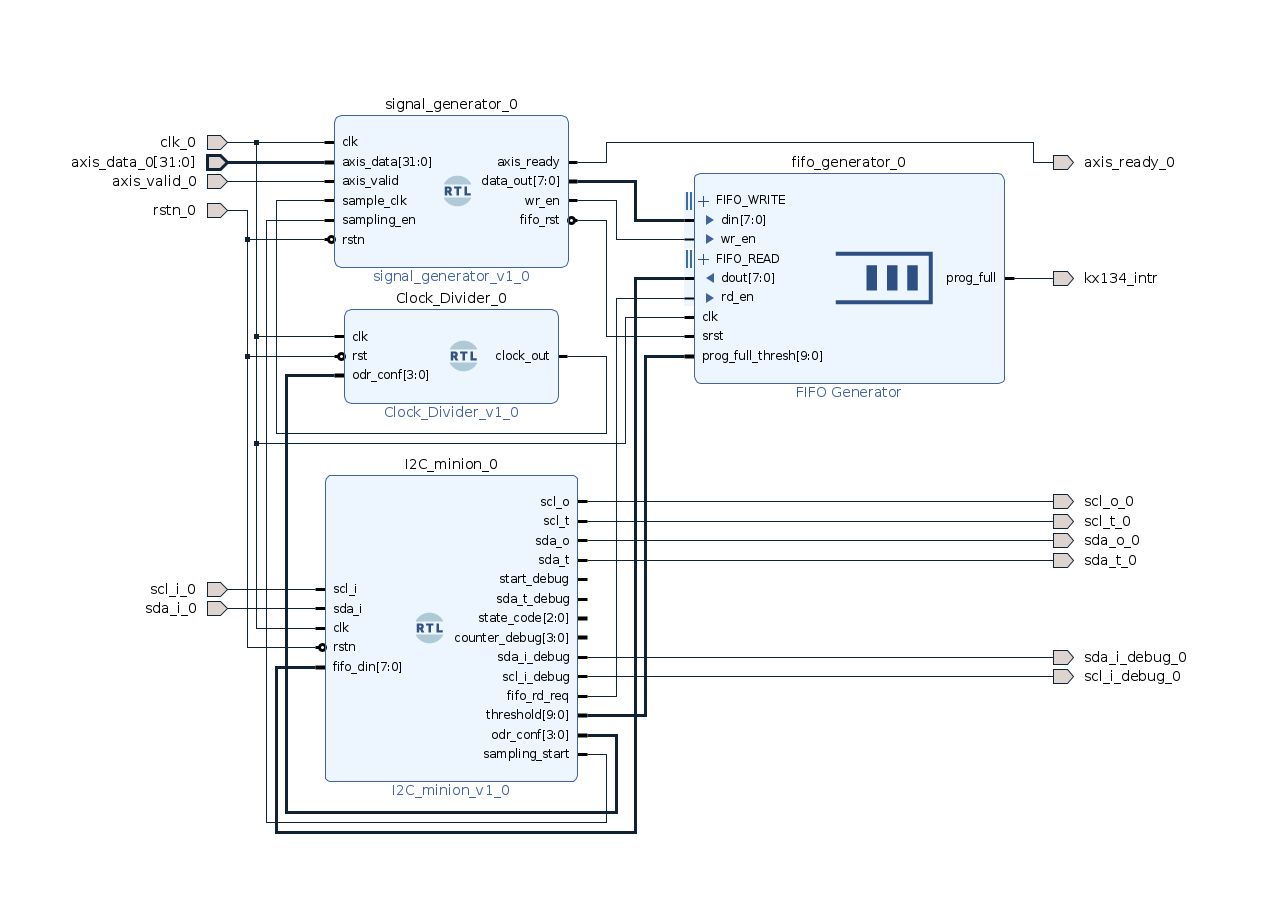 signal_generator_0
clk_0
axis_data_0[31:0]
axis_valid_0
rstn_0
clk
axis_data[31:0]
axis_valid
sample_clk
sampling_en
rstn
RTL
axis_ready
data_out[7:0]
wr_en
fifo_rst
signal_generator_v1_0
fifo_generator_0
FIFO_WRITE
din[7:0]
wr_en
FIFO_READ
dout[7:0]
rd_en
clk
srst
prog_full_thresh[9:0]
prog_full
FIFO Generator
axis_ready_0
kx134_intr
Clock_Divider_0
clk
rst
odr_conf[3:0]
RTL
clock_out
Clock_Divider_v1_0
I2C_minion_0
scl_i_0
sda_i_0
scl_i
sda_i
clk
rstn
fifo_din[7:0]
RTL
scl_o
scl_t
sda_o
sda_t
start_debug
sda_t_debug
state_code[2:0]
counter_debug[3:0]
sda_i_debug
scl_i_debug
fifo_rd_req
threshold[9:0]
odr_conf[3:0]
sampling_start
I2C_minion_v1_0
scl_o_0
scl_t_0
sda_o_0
sda_t_0
sda_i_debug_0
scl_i_debug_0